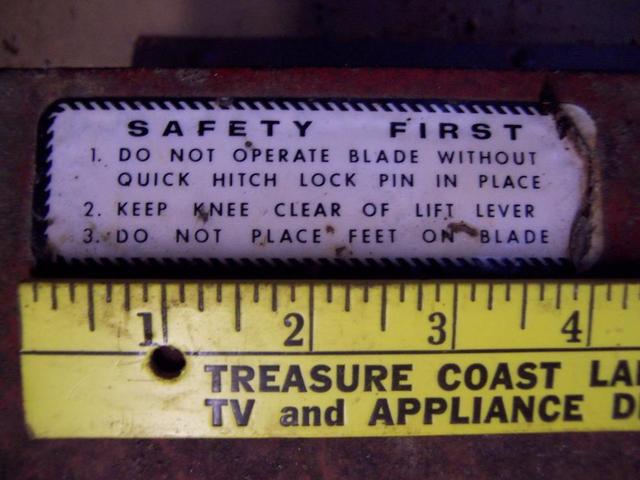 SAFETY FIRST
1. DO NOT OPERATE BLADE WITHOUT
QUICK HITCH LOCK PIN IN PLACE
2. KEEP KNEE CLEAR OF LIFT LEVER
3. DO NOT PLACE FEET ON BLADE
1 2 3 4
TREASURE COAST
TV and APPLIANCE